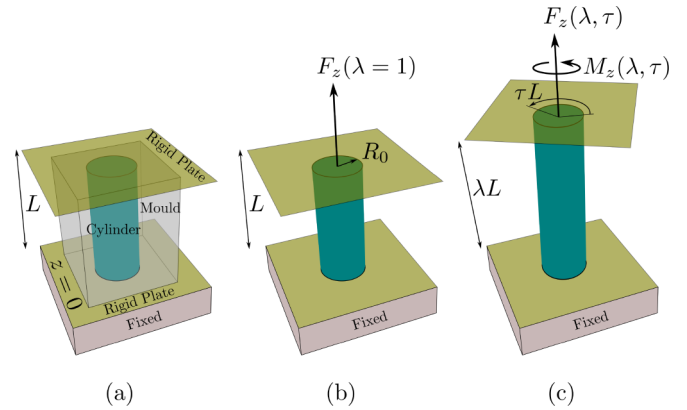 L
Rigid Plate
Mould
Cylinder
z = 0
Rigid Plate
Fixed
(a)
F_z(λ = 1)
R_0
L
Fixed
(b)
F_z(λ, τ)
M_z(λ, τ)
τL
λL
Fixed
(c)